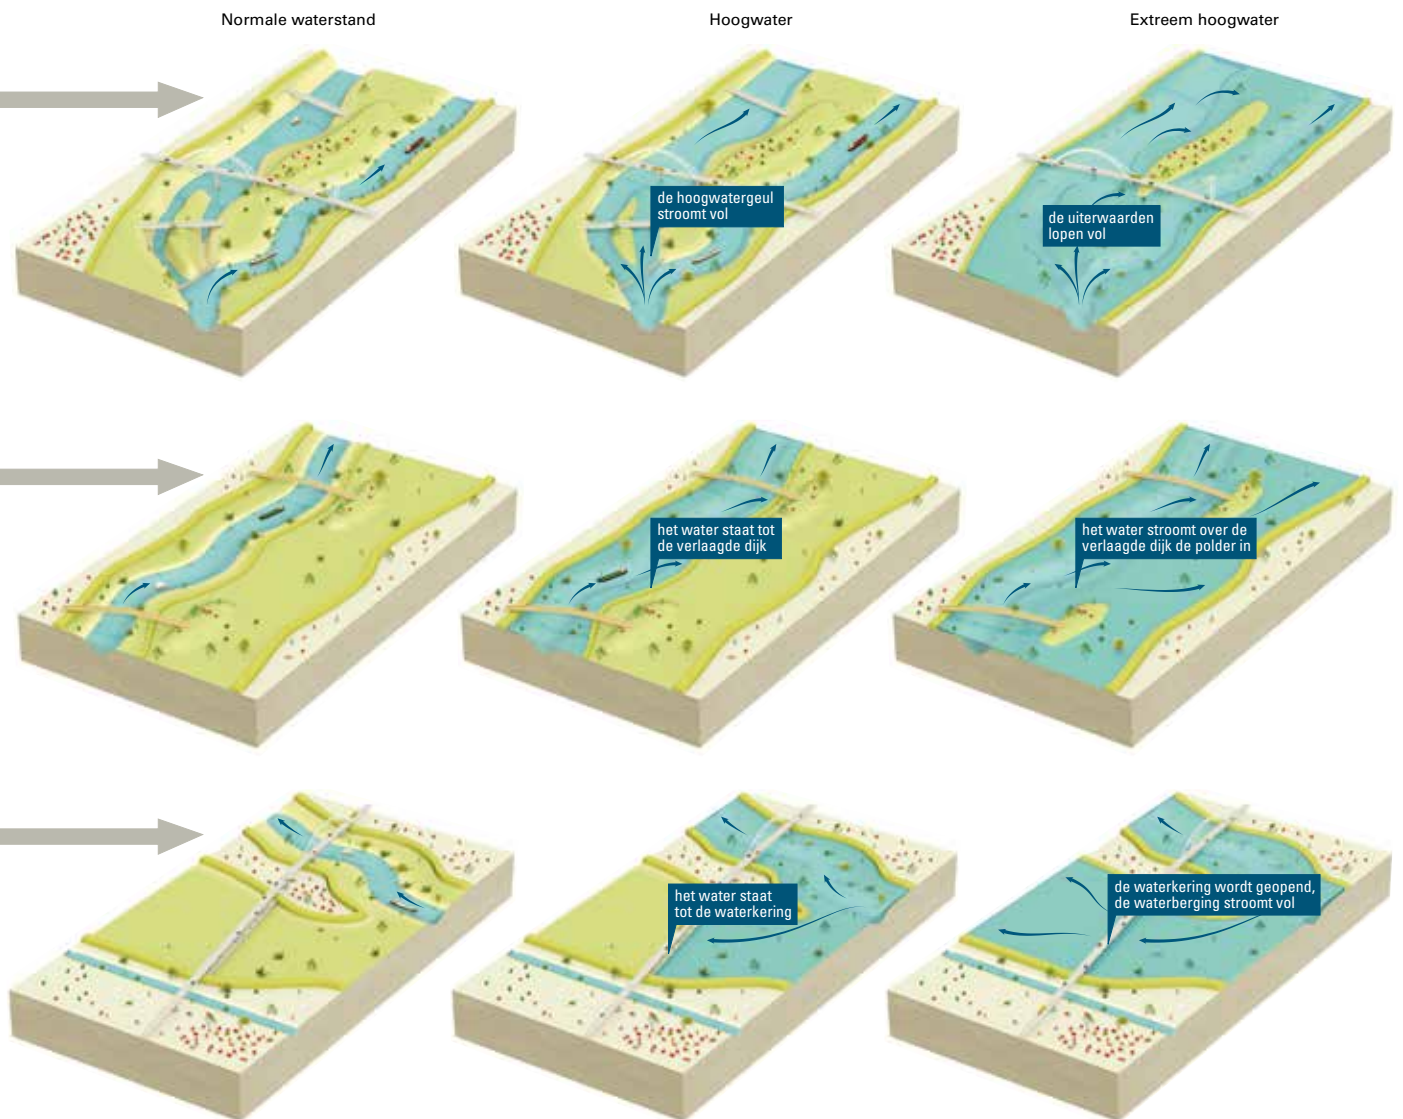 Normale waterstand
Hoogwater
Extreem hoogwater
de hoogwatergeul
stroomt vol
de uiterwaarden
lopen vol
het water staat tot
de verlaagde dijk
het water stroomt over de
verlaagde dijk de polder in
het water staat
tot de waterkering
de waterkering wordt geopend,
de waterberging stroomt vol